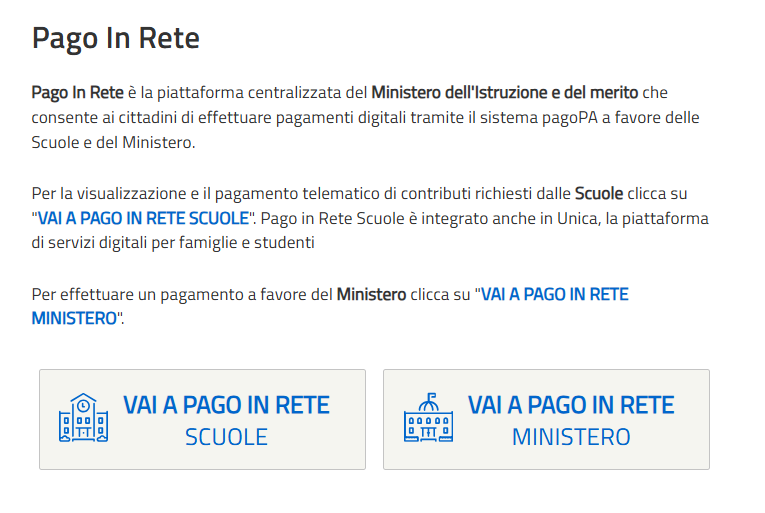 Pago In Rete
Pago In Rete è la piattaforma centralizzata del Ministero dell'Istruzione e del merito che
consente ai cittadini di effettuare pagamenti digitali tramite il sistema pagoPA a favore delle
Scuole e del Ministero.
Per la visualizzazione e il pagamento telematico di contributi richiesti dalle Scuole clicca su
"VAI A PAGO IN RETE SCUOLE". Pago in Rete Scuole è integrato anche in Unica, la piattaforma
di servizi digitali per famiglie e studenti
Per effettuare un pagamento a favore del Ministero clicca su "VAI A PAGO IN RETE
MINISTERO".
VAI A PAGO IN RETE
SCUOLE
VAI A PAGO IN RETE
MINISTERO